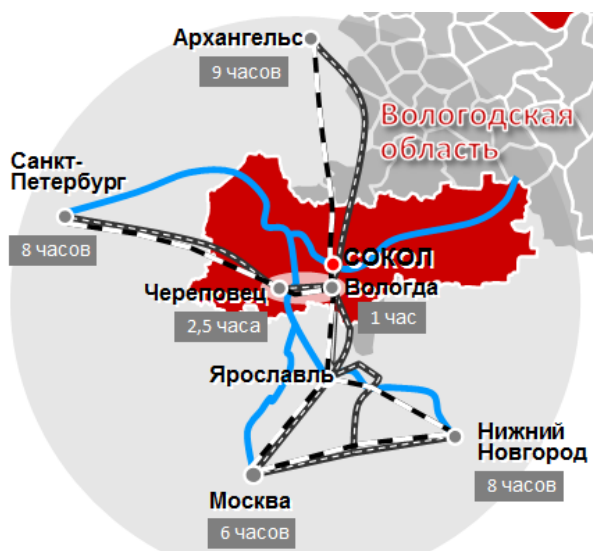 Архангельс
9 часов
Вологодская
область
Санкт-
Петербург
8 часов
СОКОЛ
Череповец
Вологда
2,5 часа
1 час
Ярославль
Нижний
Новгород
8 часов
Москва
6 часов